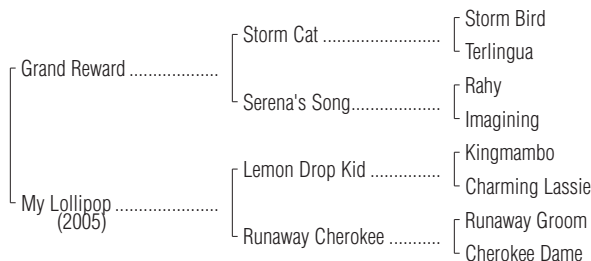 Storm Bird
Storm Cat ........................
Terlingua
Grand Reward ..................
Rahy
Serena's Song..................
Imagining
Kingmambo
Lemon Drop Kid ..............
Charming Lassie
My Lollipop .....................
(2005)
Runaway Groom
Runaway Cherokee ..........
Cherokee Dame